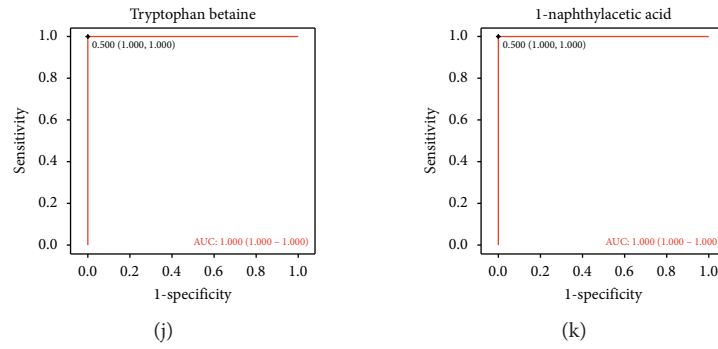 Tryptophan betaine
1.0
0.8
0.6
0.4
0.2
0.0
Sensitivity
0.500 (1.000, 1.000)
AUC: 1.000 (1.000 – 1.000)
0.0 0.2 0.4 0.6 0.8 1.0
1-specificity
(j)
1-naphthylacetic acid
1.0
0.8
0.6
0.4
0.2
0.0
Sensitivity
0.500 (1.000, 1.000)
AUC: 1.000 (1.000 – 1.000)
0.0 0.2 0.4 0.6 0.8 1.0
1-specificity
(k)